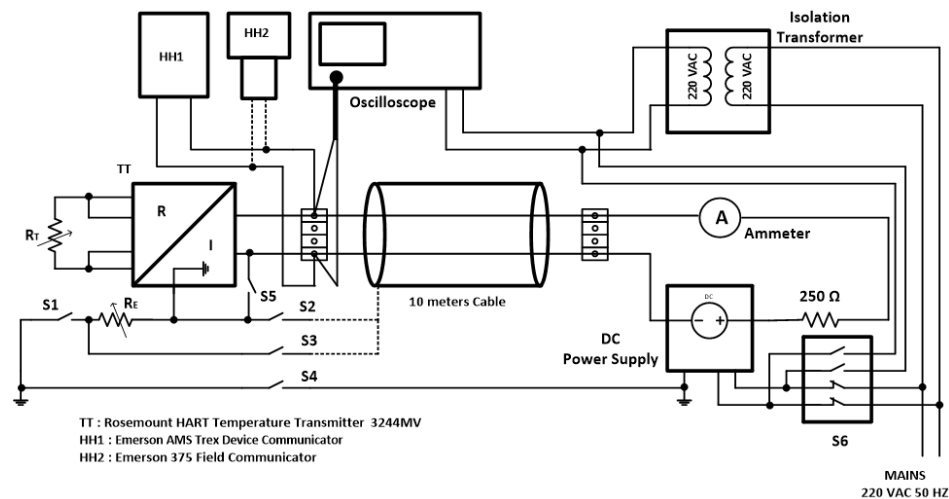 HH1
HH2
Oscilloscope
Isolation
Transformer
220 VAC
220 VAC
TT
R
I
RT
A
Ammeter
S5
10 meters Cable
S1
RE
S2
S3
S4
DC
250 Ω
DC
Power Supply
- +
S6
TT : Rosemount HART Temperature Transmitter 3244MV
HH1 : Emerson AMS Trex Device Communicator
HH2 : Emerson 375 Field Communicator
MAINS
220 VAC 50 HZ